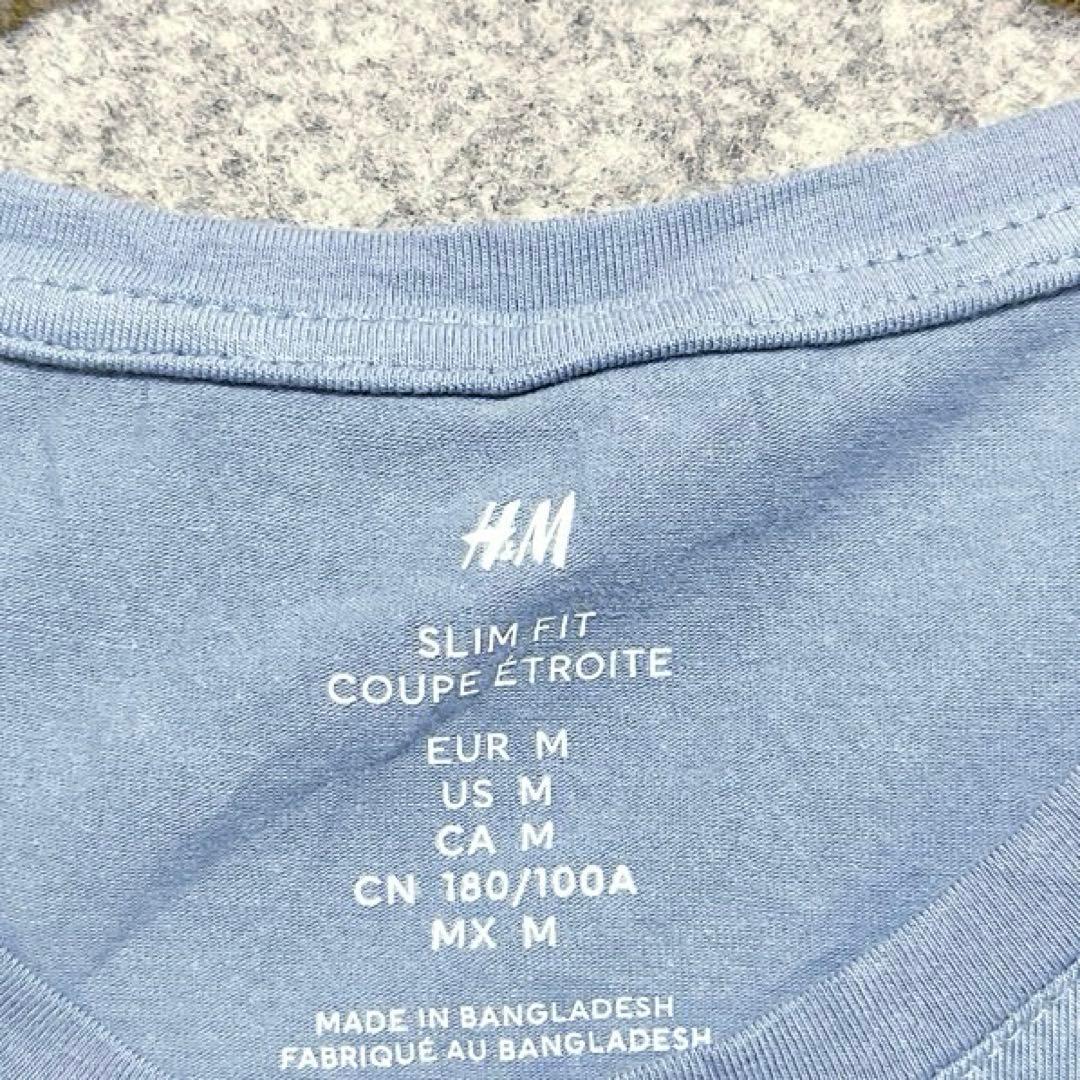 H&M
SLIM FIT
COUPE ÉTROITE
EUR M
US M
CA M
CN 180/100A
MX M
MADE IN BANGLADESH
FABRIQUÉ AU BANGLADESH